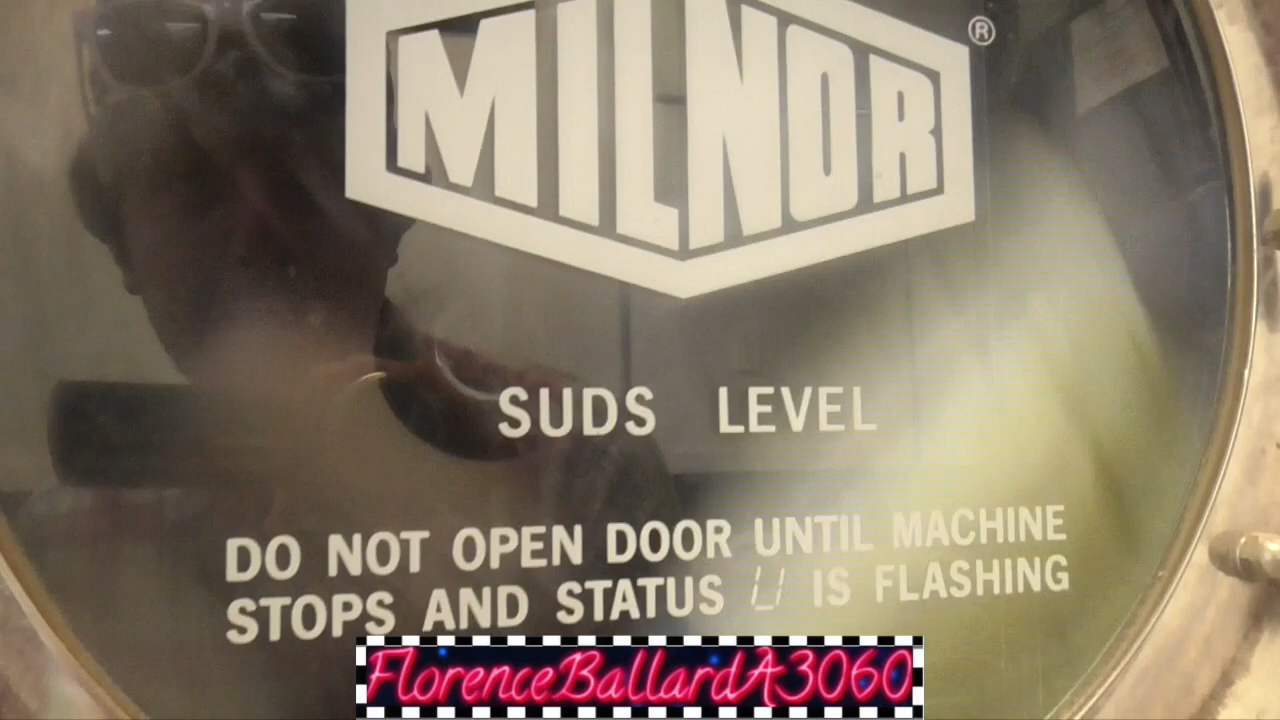 MILNOR®
SUDS LEVEL
DO NOT OPEN DOOR UNTIL MACHINE
STOPS AND STATUS U IS FLASHING
FlorenceBallardA3060